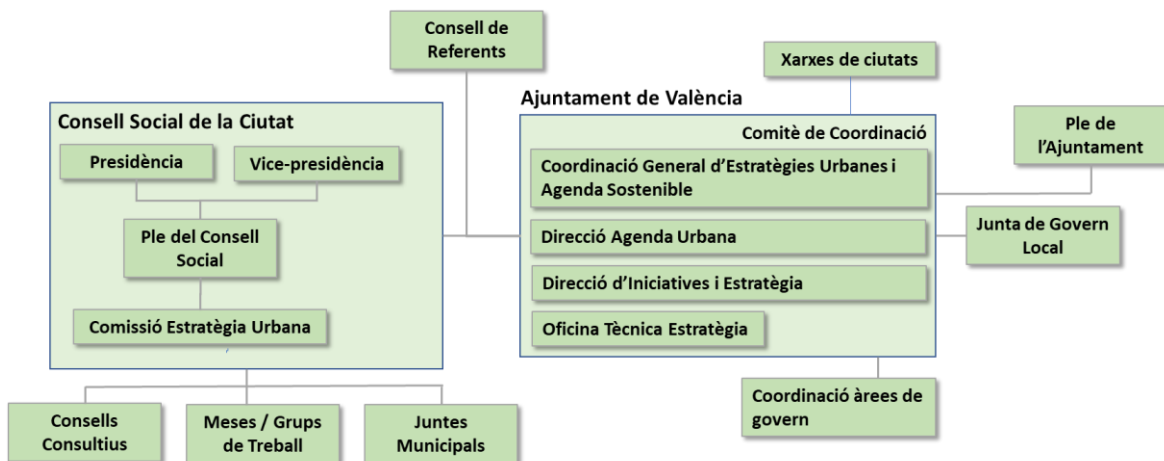 Consell de
Referents
Xarxes de ciutats
Ajuntament de València
Consell Social de la Ciutat
Comitè de Coordinació
Ple de
l'Ajuntament
Presidència
Vice-presidència
Coordinació General d'Estratègies Urbanes i
Agenda Sostenible
Ple del Consell
Social
Direcció Agenda Urbana
Junta de Govern
Local
Direcció d'Iniciatives i Estratègia
Comissió Estratègia Urbana
Oficina Tècnica Estratègia
Consells
Consultius
Meses / Grups
de Treball
Juntes
Municipals
Coordinació àrees de
govern